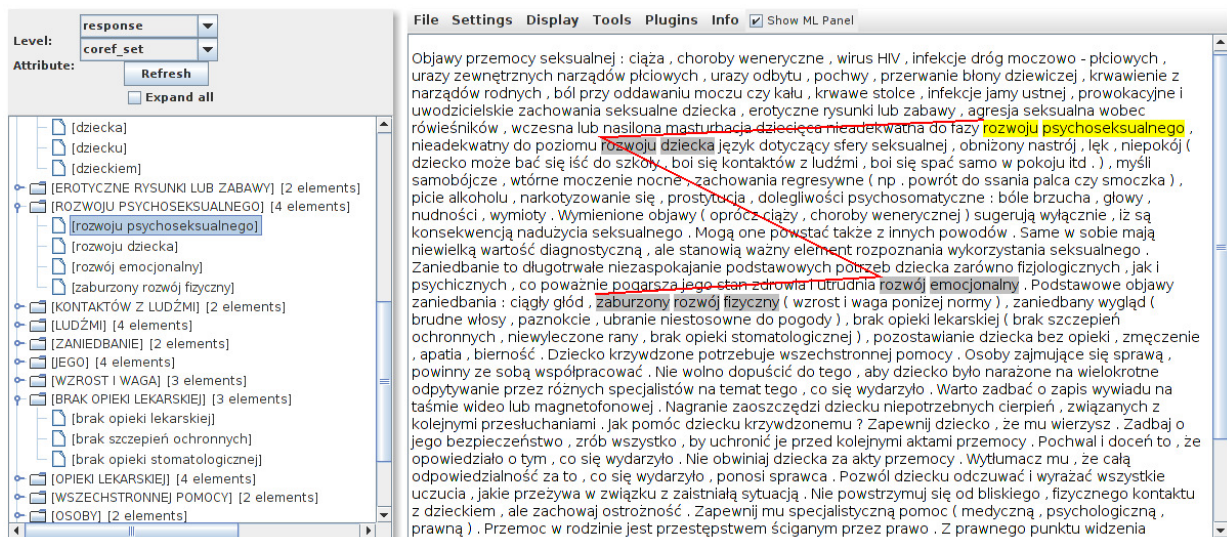 Level:
response
coref_set
Attribute:
Refresh
Expand all
[dziecka]
[dziecku]
[dzieckiem]
[EROTYCZNE RYSUNKI LUB ZABAWY] [2 elements]
[ROZWOJU PSYCHOSEKSUALNEGO] [4 elements]
[rozwoju psychoseksualnego]
[rozwoju dziecka]
[rozwój emocjonalny]
[zaburzony rozwój fizyczny]
[KONTAKTÓW Z LUDŹMI] [2 elements]
[LUDŹMI] [4 elements]
[ZANIEDBANIE] [2 elements]
[JEGO] [4 elements]
[WZROST I WAGA] [3 elements]
[BRAK OPIEKI LEKARSKIEJ] [3 elements]
[brak opieki lekarskiej]
[brak szczepień ochronnych]
[brak opieki stomatologicznej]
[OPIEKI LEKARSKIEJ] [4 elements]
[WSZECHSTRONNEJ POMOCY] [2 elements]
[OSOBY] [2 elements]
File Settings Display Tools Plugins Info Show ML Panel
Objawy przemocy seksualnej : ciąża , choroby weneryczne , wirus HIV , infekcje dróg moczowo - płciowych ,
urazy zewnętrznych narządów płciowych , urazy odbytu , pochwy , przerwanie błony dziewiczej , krwawienie z
narządów rodnych , ból przy oddawaniu moczu czy kału , krwawe stolce , infekcje jamy ustnej , prowokacyjne i
uwodzicielskie zachowania seksualne dziecka , erotyczne rysunki lub zabawy , agresja seksualna wobec
rówieśników , wczesna lub nasilona masturbacja dziecięca nieadekwatna do fazy rozwoju psychoseksualnego ,
nieadekwatny do poziomu rozwoju dziecka język dotyczący sfery seksualnej , obniżony nastrój , lęk , niepokój (
dziecko może bać się iść do szkoły , boi się kontaktów z ludźmi , boi się spać samo w pokoju itd . ) , myśli
samobójcze , wtórne moczenie nocne , zachowania regresywne ( np . powrót do ssania palca czy smoczka ) ,
picie alkoholu , narkotyzowanie się , prostytucja , dolegliwości psychosomatyczne : bóle brzucha , głowy ,
nudności , wymioty . Wymienione objawy ( oprócz ciąży , choroby wenerycznej ) sugerują wyłącznie , iż są
konsekwencją nadużycia seksualnego . Mogą one powstać także z innych powodów . Same w sobie mają
niewielką wartość diagnostyczną , ale stanowią ważny element rozpoznania wykorzystania seksualnego .
Zaniedbanie to długotrwałe niezaspokajanie podstawowych potrzeb dziecka zarówno fizjologicznych , jak i
psychicznych , co poważnie pogarsza jego stan zdrowia i utrudnia rozwój emocjonalny . Podstawowe objawy
zaniedbania : ciągły głód , zaburzony rozwój fizyczny ( wzrost i waga poniżej normy ) , zaniedbany wygląd (
brudne włosy , paznokcie , ubranie niestosowne do pogody ) , brak opieki lekarskiej ( brak szczepień
ochronnych , niewyleczone rany , brak opieki stomatologicznej ) , pozostawianie dziecka bez opieki , zmęczenie
, apatia , bierność . Dziecko krzywdzone potrzebuje wszechstronnej pomocy . Osoby zajmujące się sprawą ,
powinny ze sobą współpracować . Nie wolno dopuścić do tego , aby dziecko było narażone na wielokrotne
odpytywanie przez różnych specjalistów na temat tego , co się wydarzyło . Warto zadbać o zapis wywiadu na
taśmie wideo lub magnetofonowej . Nagranie zaoszczędzi dziecku niepotrzebnych cierpień , związanych z
kolejnymi przesłuchaniami . Jak pomóc dziecku krzywdzonemu ? Zapewnij dziecko , że mu wierzysz . Zadbaj o
jego bezpieczeństwo , zrób wszystko , by uchronić je przed kolejnymi aktami przemocy . Pochwal i doceń to , że
opowiedziało o tym , co się wydarzyło . Nie obwiniaj dziecka za akty przemocy . Wytłumacz mu , że całą
odpowiedzialność za to , co się wydarzyło , ponosi sprawca . Pozwól dziecku odczuwać i wyrażać wszystkie
uczucia , jakie przeżywa w związku z zaistniałą sytuacją . Nie powstrzymuj się od bliskiego , fizycznego kontaktu
z dzieckiem , ale zachowaj ostrożność . Zapewnij mu specjalistyczną pomoc ( medyczną , psychologiczną ,
prawną ) . Przemoc w rodzinie jest przestępstwem ściganym przez prawo . Z prawnego punktu widzenia